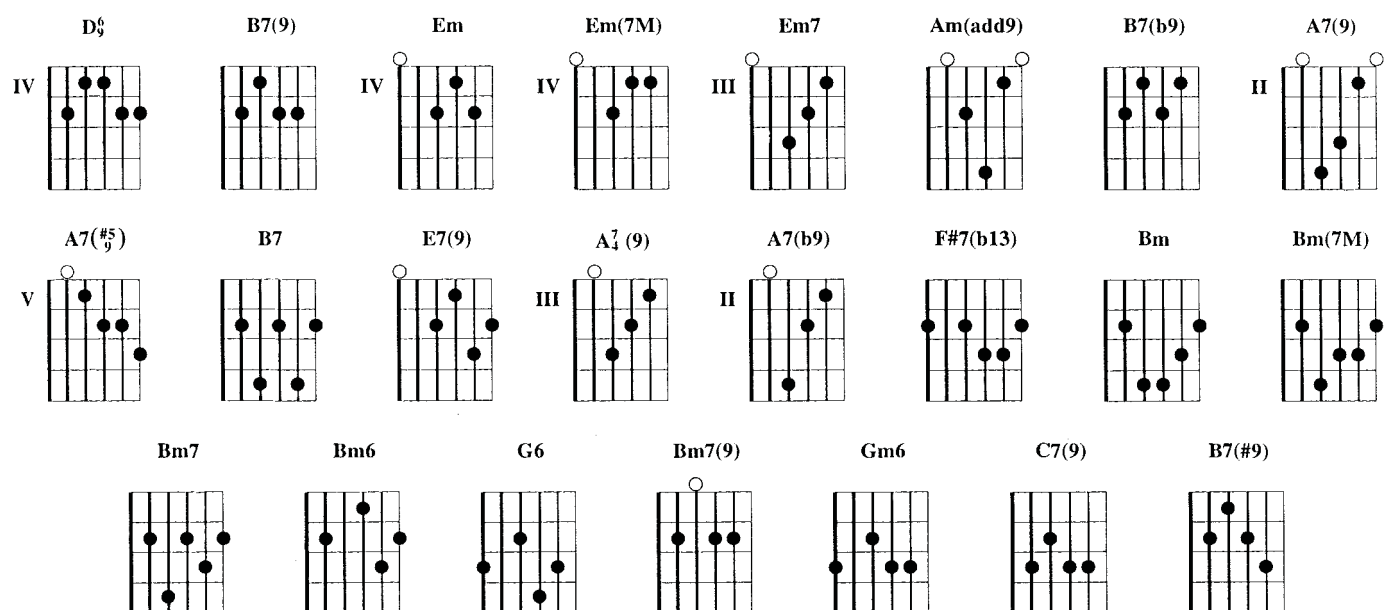 D6/9 B7(9) Em Em(7M) Em7 Am(add9) B7(b9) A7(9)
IV IV IV III II
A7(#5/9) B7 E7(9) A7/4 (9) A7(b9) F#7(b13) Bm Bm(7M)
V III II
Bm7 Bm6 G6 Bm7(9) Gm6 C7(9) B7(#9)